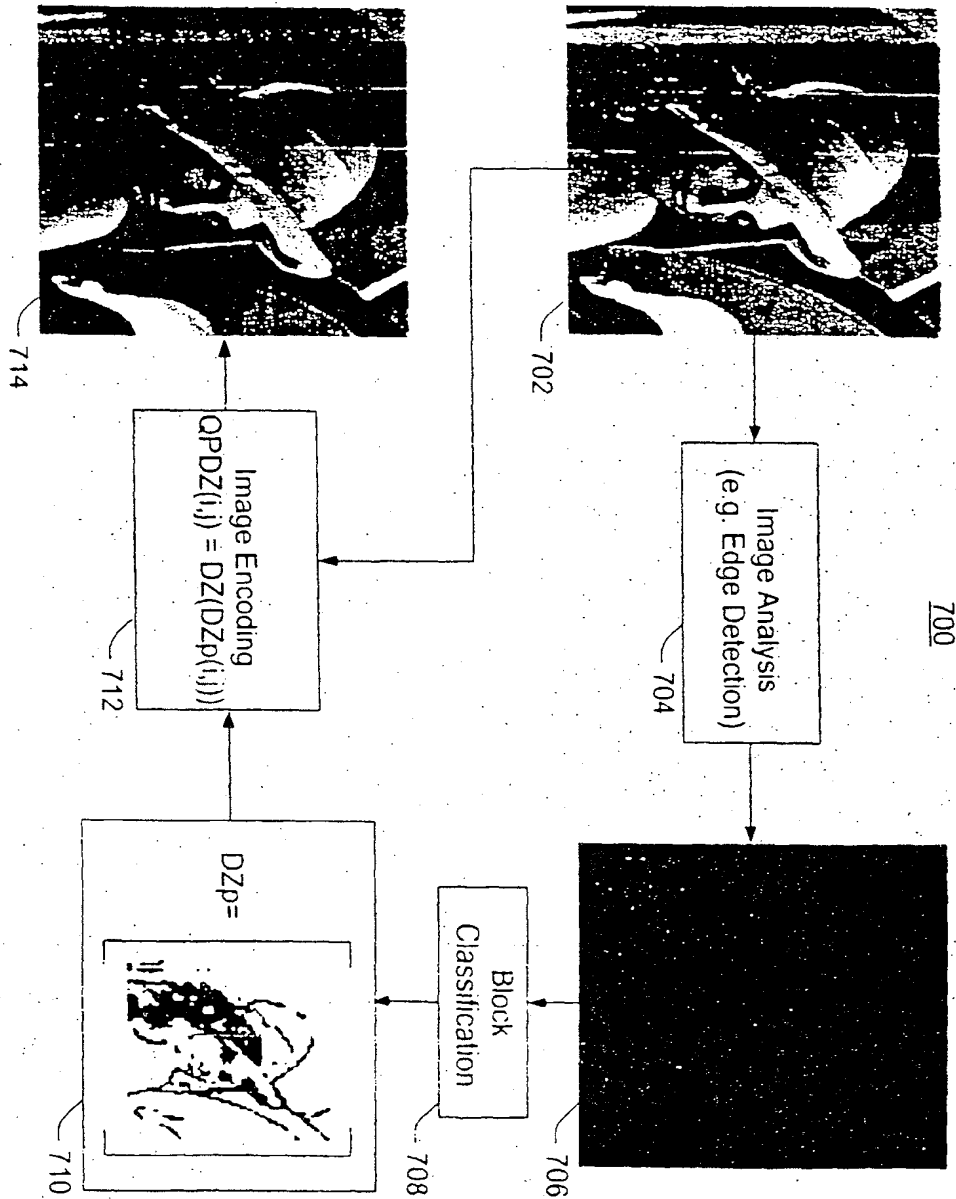 700
702
Image Analysis
(e.g. Edge Detection)
704
706
Block
Classification
708
DZp=
710
Image Encoding
QPDZ(i,j) = DZ(DZp(i,j))
712
714